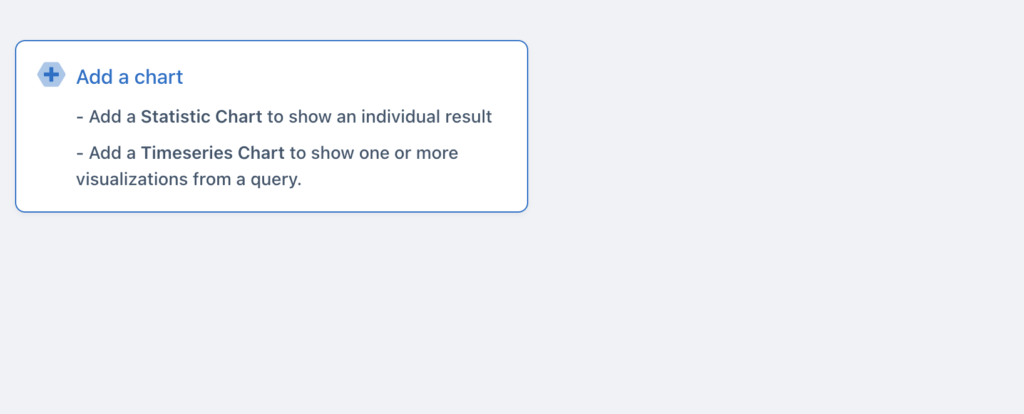 Add a chart
- Add a Statistic Chart to show an individual result
- Add a Timeseries Chart to show one or more
visualizations from a query.